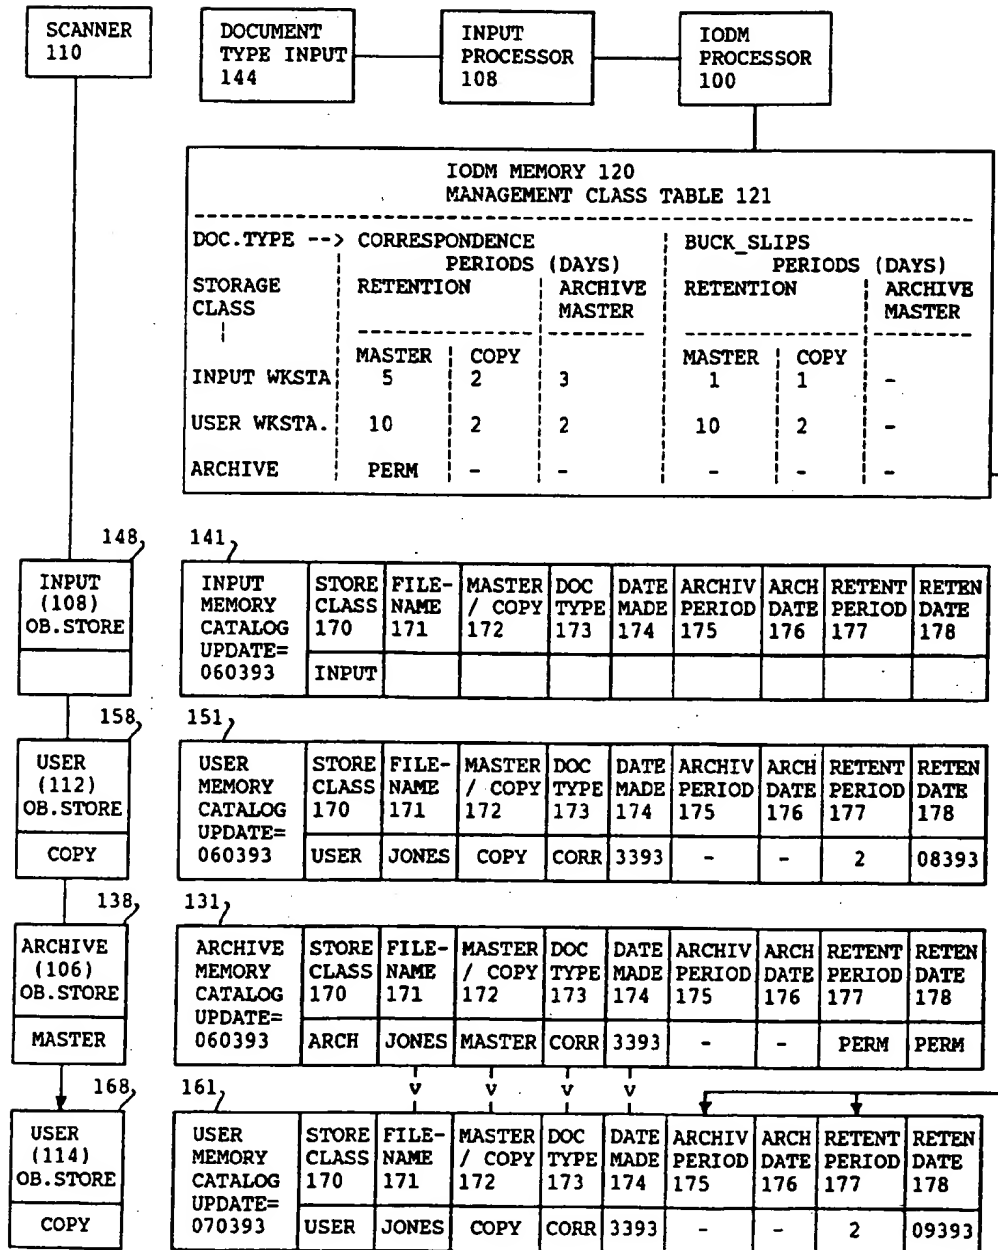 SCANNER
110
DOCUMENT
TYPE INPUT
144
INPUT
PROCESSOR
108
IODM
PROCESSOR
100
IODM MEMORY 120
MANAGEMENT CLASS TABLE 121
DOC.TYPE --> CORRESPONDENCE BUCK_SLIPS
PERIODS (DAYS) PERIODS (DAYS)
STORAGE RETENTION ARCHIVE RETENTION ARCHIVE
CLASS MASTER MASTER
MASTER COPY MASTER COPY
INPUT WKSTA 5 2 3 1 1 -
USER WKSTA. 10 2 2 10 2 -
ARCHIVE PERM - - - - -
148 141
INPUT
(108)
OB.STORE
INPUT STORE FILE- MASTER DOC DATE ARCHIV ARCH RETENT RETEN
MEMORY CLASS NAME / COPY TYPE MADE PERIOD DATE PERIOD DATE
CATALOG 170 171 172 173 174 175 176 177 178
UPDATE=
060393 INPUT
158 151
USER
(112)
OB.STORE
COPY
USER STORE FILE- MASTER DOC DATE ARCHIV ARCH RETENT RETEN
MEMORY CLASS NAME / COPY TYPE MADE PERIOD DATE PERIOD DATE
CATALOG 170 171 172 173 174 175 176 177 178
UPDATE=
060393 USER JONES COPY CORR 3393 - - 2 08393
138 131
ARCHIVE
(106)
OB.STORE
MASTER
ARCHIVE STORE FILE- MASTER DOC DATE ARCHIV ARCH RETENT RETEN
MEMORY CLASS NAME / COPY TYPE MADE PERIOD DATE PERIOD DATE
CATALOG 170 171 172 173 174 175 176 177 178
UPDATE=
060393 ARCH JONES MASTER CORR 3393 - - PERM PERM
v v v v
168 161
USER
(114)
OB.STORE
COPY
USER STORE FILE- MASTER DOC DATE ARCHIV ARCH RETENT RETEN
MEMORY CLASS NAME / COPY TYPE MADE PERIOD DATE PERIOD DATE
CATALOG 170 171 172 173 174 175 176 177 178
UPDATE=
070393 USER JONES COPY CORR 3393 - - 2 09393